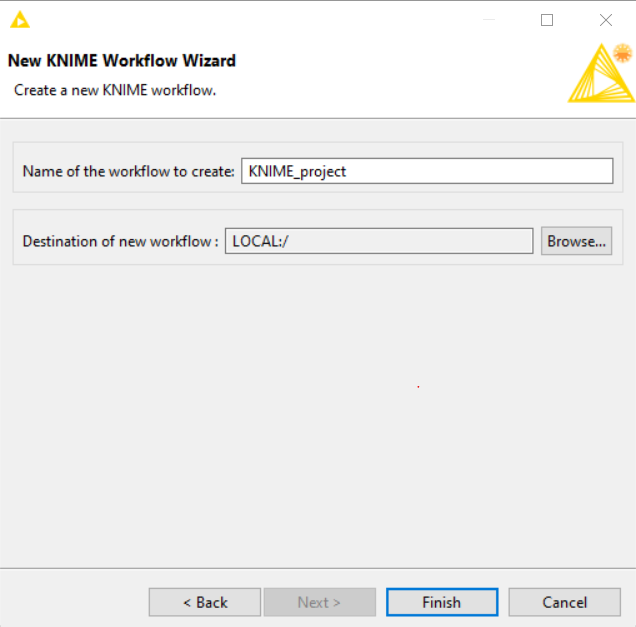 New KNIME Workflow Wizard
Create a new KNIME workflow.
Name of the workflow to create: KNIME_project
Destination of new workflow : LOCAL:/ Browse...
< Back Next > Finish Cancel